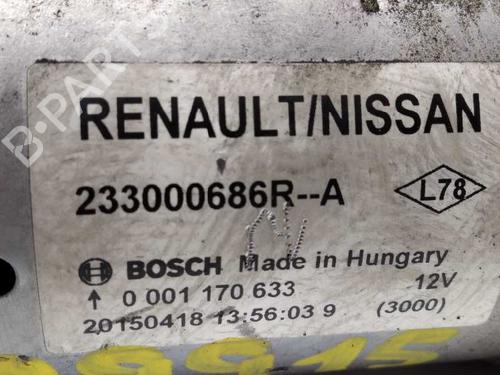 RENAULT/NISSAN
233000686R--A
L78
BOSCH Made in Hungary
0 001 170 633 12V
20150418 13:56:03 9 (3000)
B-PARTS